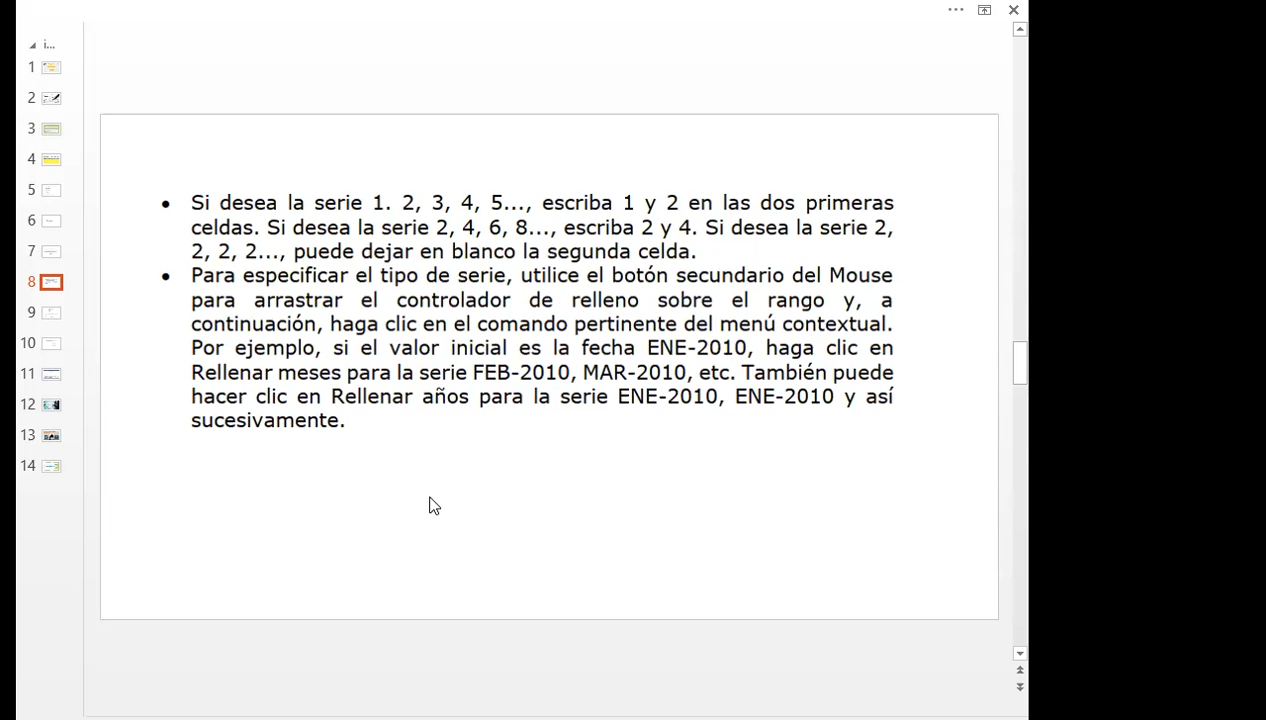 i...
1
2
3
4
5
6
7
8
9
10
11
12
13
14
• Si desea la serie 1. 2, 3, 4, 5..., escriba 1 y 2 en las dos primeras
celdas. Si desea la serie 2, 4, 6, 8..., escriba 2 y 4. Si desea la serie 2,
2, 2, 2..., puede dejar en blanco la segunda celda.
• Para especificar el tipo de serie, utilice el botón secundario del Mouse
para arrastrar el controlador de relleno sobre el rango y, a
continuación, haga clic en el comando pertinente del menú contextual.
Por ejemplo, si el valor inicial es la fecha ENE-2010, haga clic en
Rellenar meses para la serie FEB-2010, MAR-2010, etc. También puede
hacer clic en Rellenar años para la serie ENE-2010, ENE-2010 y así
sucesivamente.